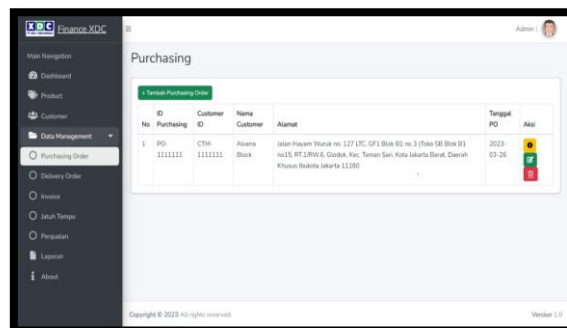 XDC Finance XDC
Admin |
Main Navigation
Dashboard
Product
Customer
Data Management
Purchasing Order
Delivery Order
Invoice
Jatuh Tempo
Penjualan
Laporan
About
Purchasing
+ Tambah Purchasing Order
No ID Purchasing Customer ID Nama Customer Alamat Tanggal PO Aksi
1 PO-1111111 CTM-1111111 Alvena Block Jalan Hayam Wuruk no. 127 LTC, GF1 Blok B1 no 3 (Toko SB Blok B1
no15, RT.1/RW.6, Glodok, Kec. Taman Sari, Kota Jakarta Barat, Daerah
Khusus Ibukota Jakarta 11180
2023-03-26
Copyright © 2023 All rights reserved.
Version 1.0